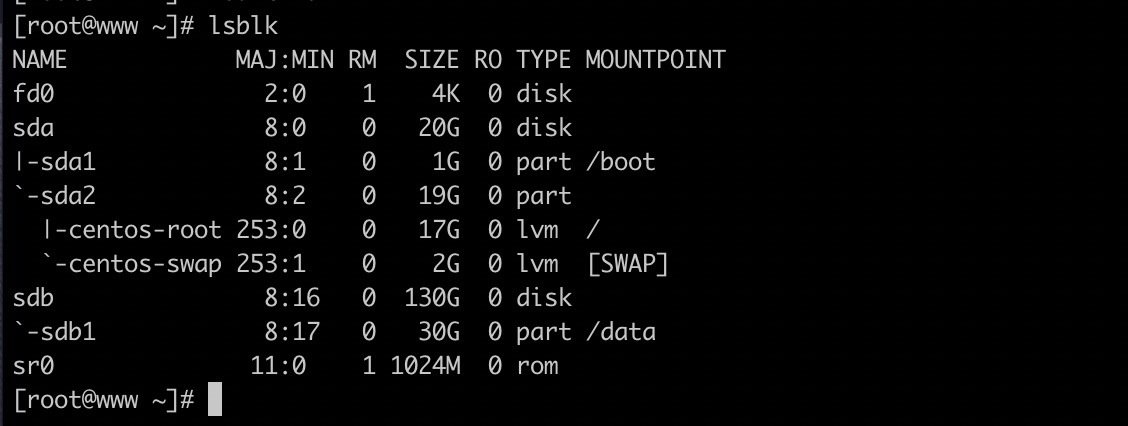 [root@www ~]# lsblk
NAME            MAJ:MIN RM  SIZE RO TYPE MOUNTPOINT
fd0               2:0    1    4K  0 disk
sda               8:0    0   20G  0 disk
|-sda1            8:1    0    1G  0 part /boot
`-sda2            8:2    0   19G  0 part
  |-centos-root 253:0    0   17G  0 lvm  /
  `-centos-swap 253:1    0    2G  0 lvm  [SWAP]
sdb               8:16   0  130G  0 disk
`-sdb1            8:17   0   30G  0 part /data
sr0              11:0    1 1024M  0 rom
[root@www ~]#